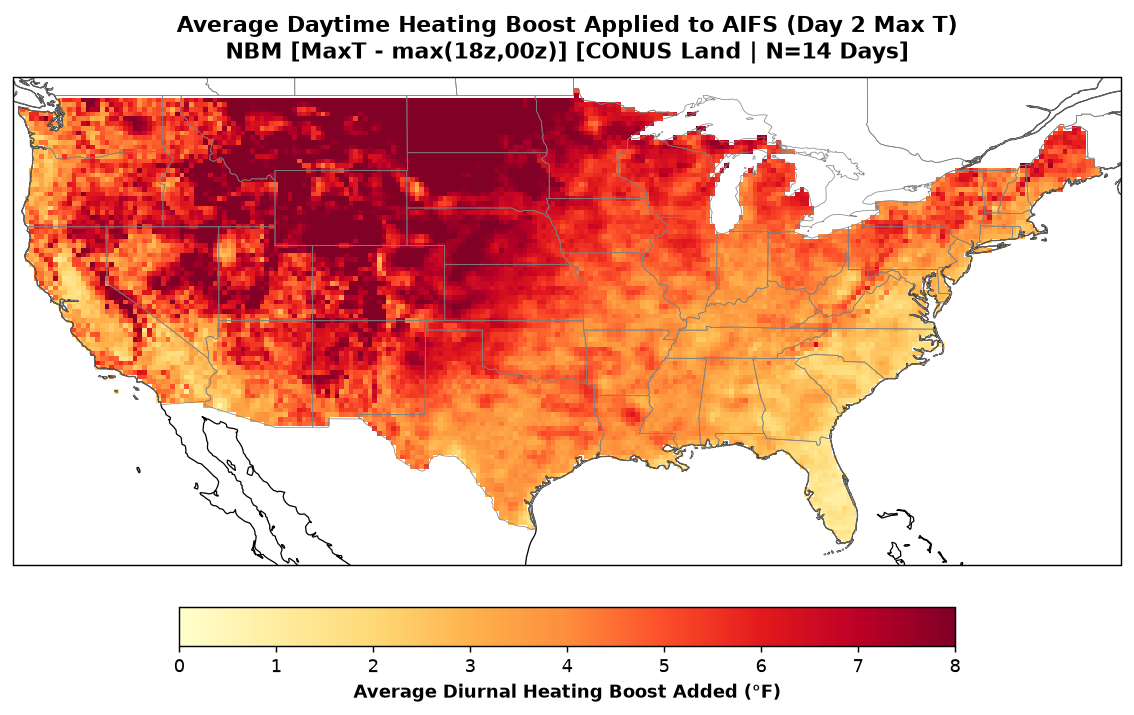 Average Daytime Heating Boost Applied to AIFS (Day 2 Max T)
NBM [MaxT - max(18z,00z)] [CONUS Land | N=14 Days]
0 1 2 3 4 5 6 7 8
Average Diurnal Heating Boost Added (°F)